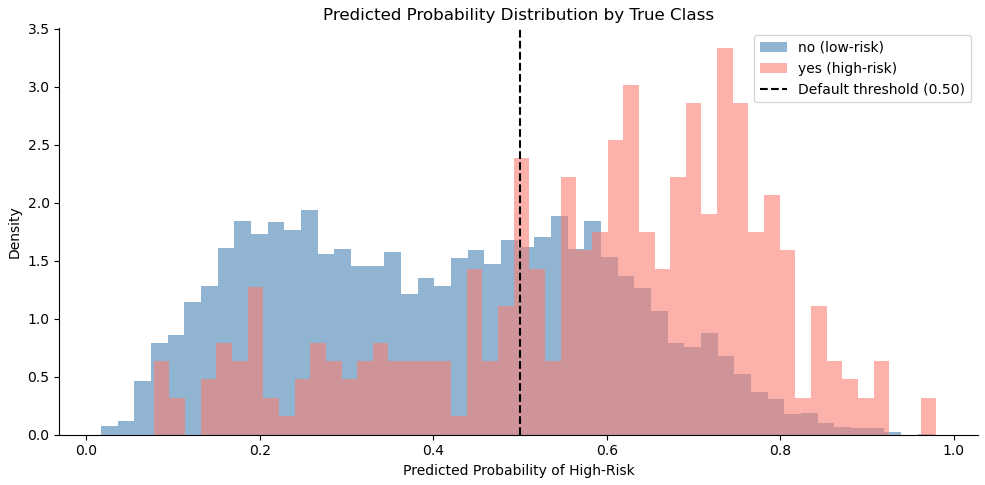 Predicted Probability Distribution by True Class
no (low-risk)
yes (high-risk)
Default threshold (0.50)
Density
3.5
3.0
2.5
2.0
1.5
1.0
0.5
0.0
0.0 0.2 0.4 0.6 0.8 1.0
Predicted Probability of High-Risk